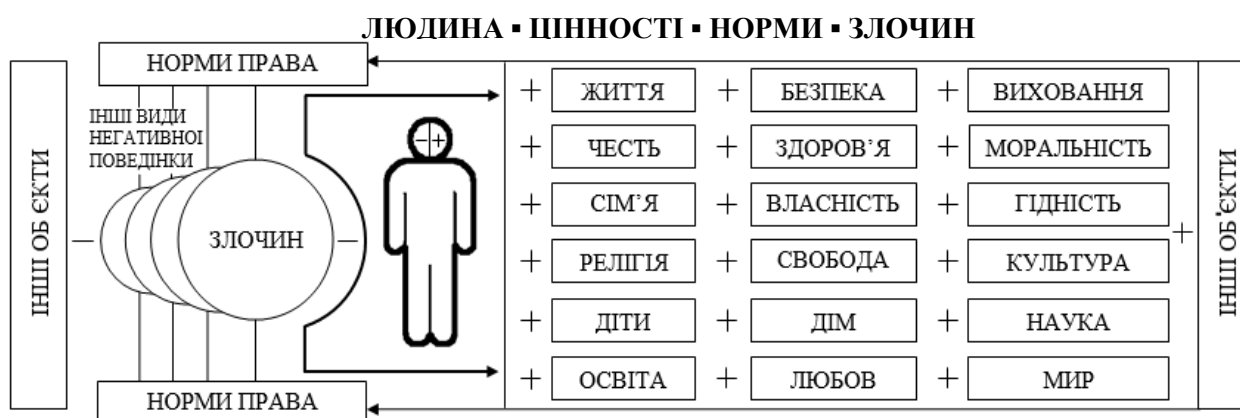 ЛЮДИНА ▪ ЦІННОСТІ ▪ НОРМИ ▪ ЗЛОЧИН
НОРМИ ПРАВА
ІНШІ ОБ ЄКТИ
ІНШІ ВИДИ
НЕГАТИВНОЇ
ПОВЕДІНКИ
— ЗЛОЧИН —
— +
+ ЖИТТЯ + БЕЗПЕКА + ВИХОВАННЯ
+ ЧЕСТЬ + ЗДОРОВ’Я + МОРАЛЬНІСТЬ
+ СІМ’Я + ВЛАСНІСТЬ + ГІДНІСТЬ
+ РЕЛІГІЯ + СВОБОДА + КУЛЬТУРА
+ ДІТИ + ДІМ + НАУКА
+ ОСВІТА + ЛЮБОВ + МИР
+
ІНШІ ОБ’ЄКТИ
НОРМИ ПРАВА